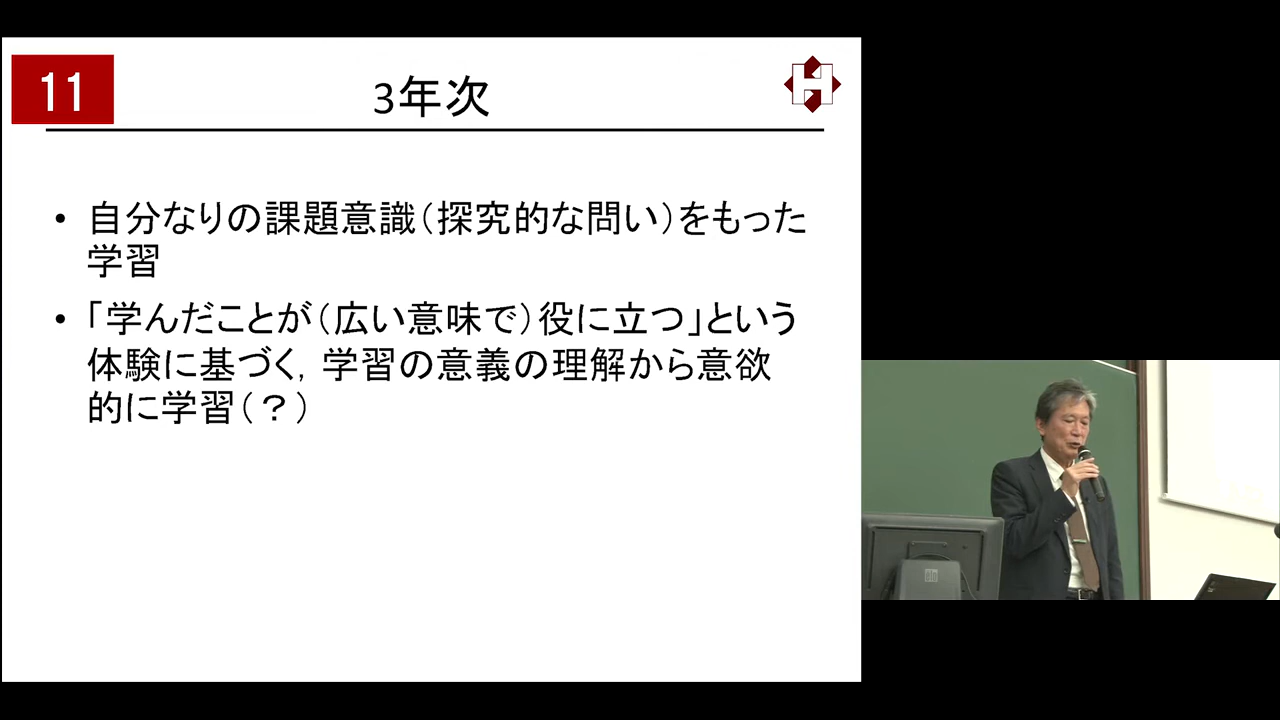 11
3年次
• 自分なりの課題意識（探究的な問い）をもった
学習
• 「学んだことが（広い意味で）役に立つ」という
体験に基づく，学習の意義の理解から意欲
的に学習（？）